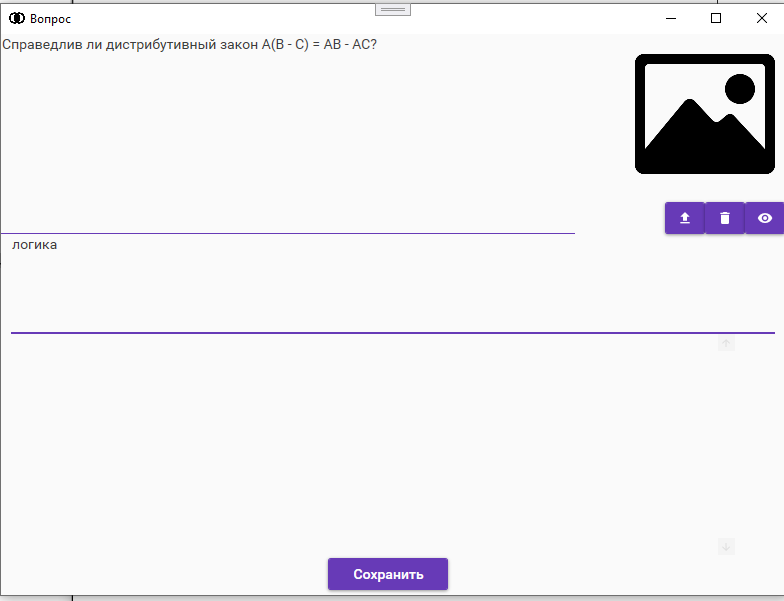 Вопрос
Справедлив ли дистрибутивный закон A(B - C) = AB - AC?
логика
Сохранить